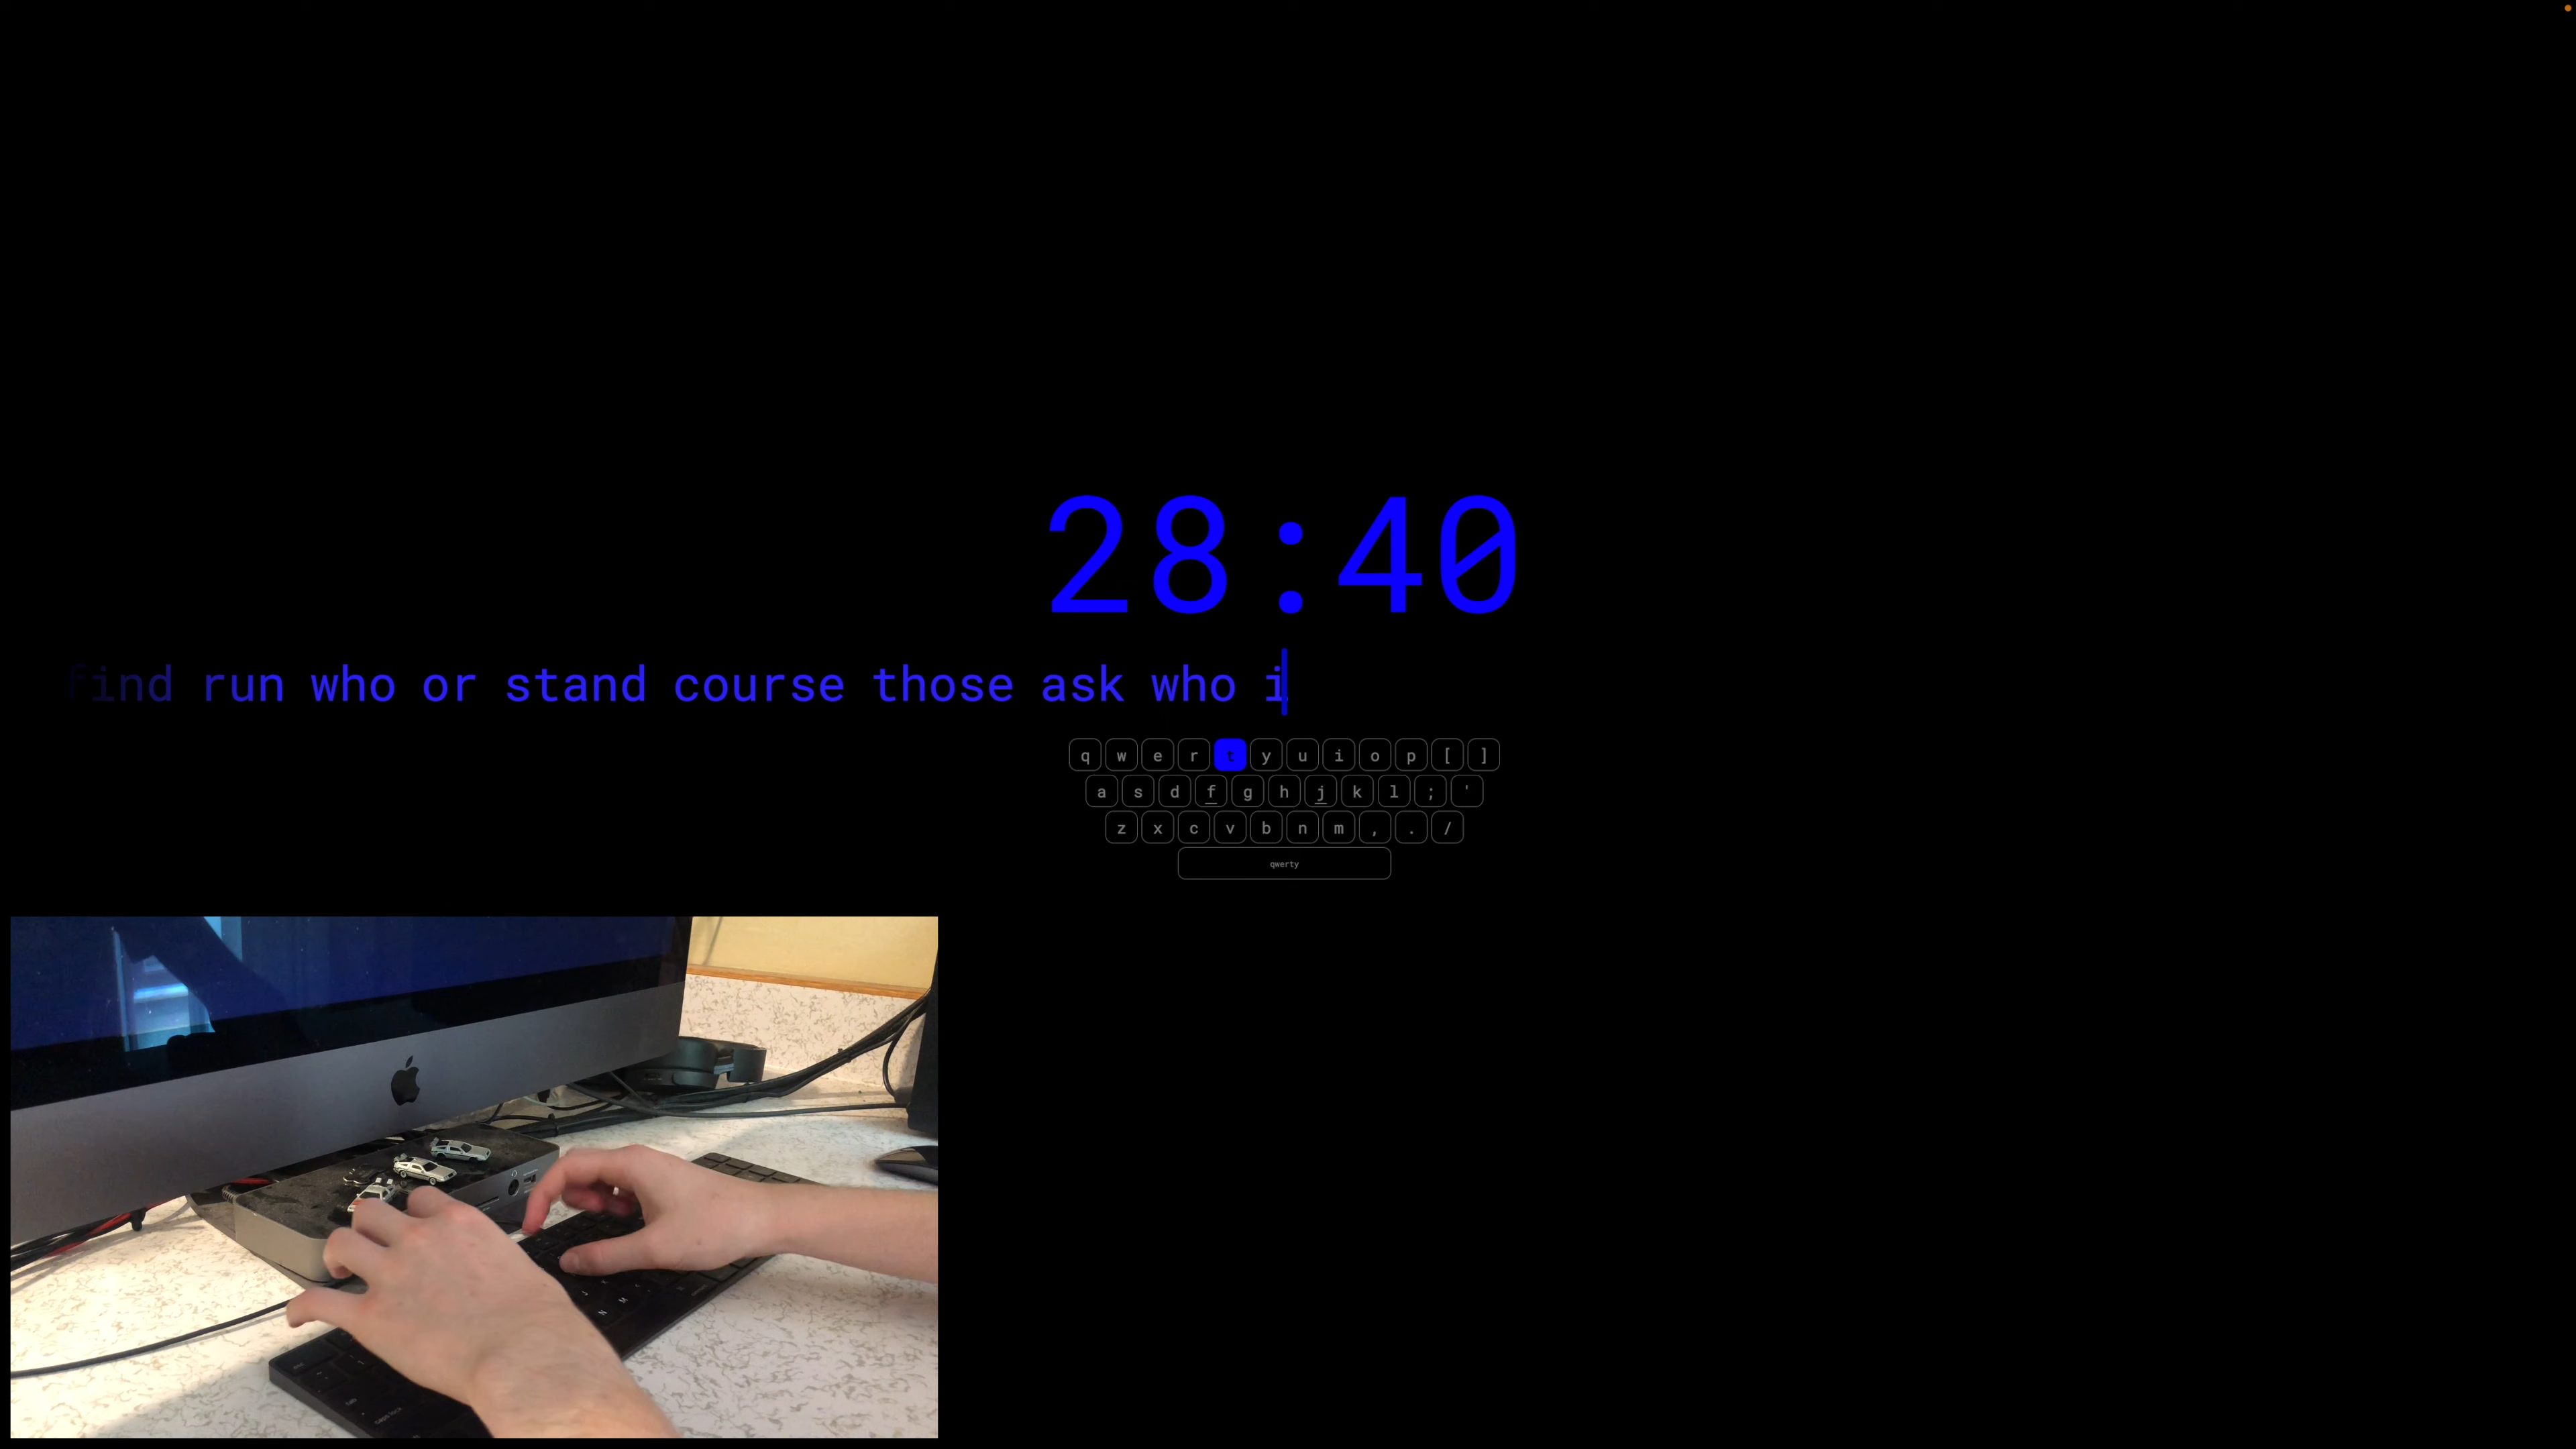 28:40
find run who or stand course those ask who i
q w e r t y u i o p [ ]
a s d f g h j k l ; '
z x c v b n m , . /
qwerty